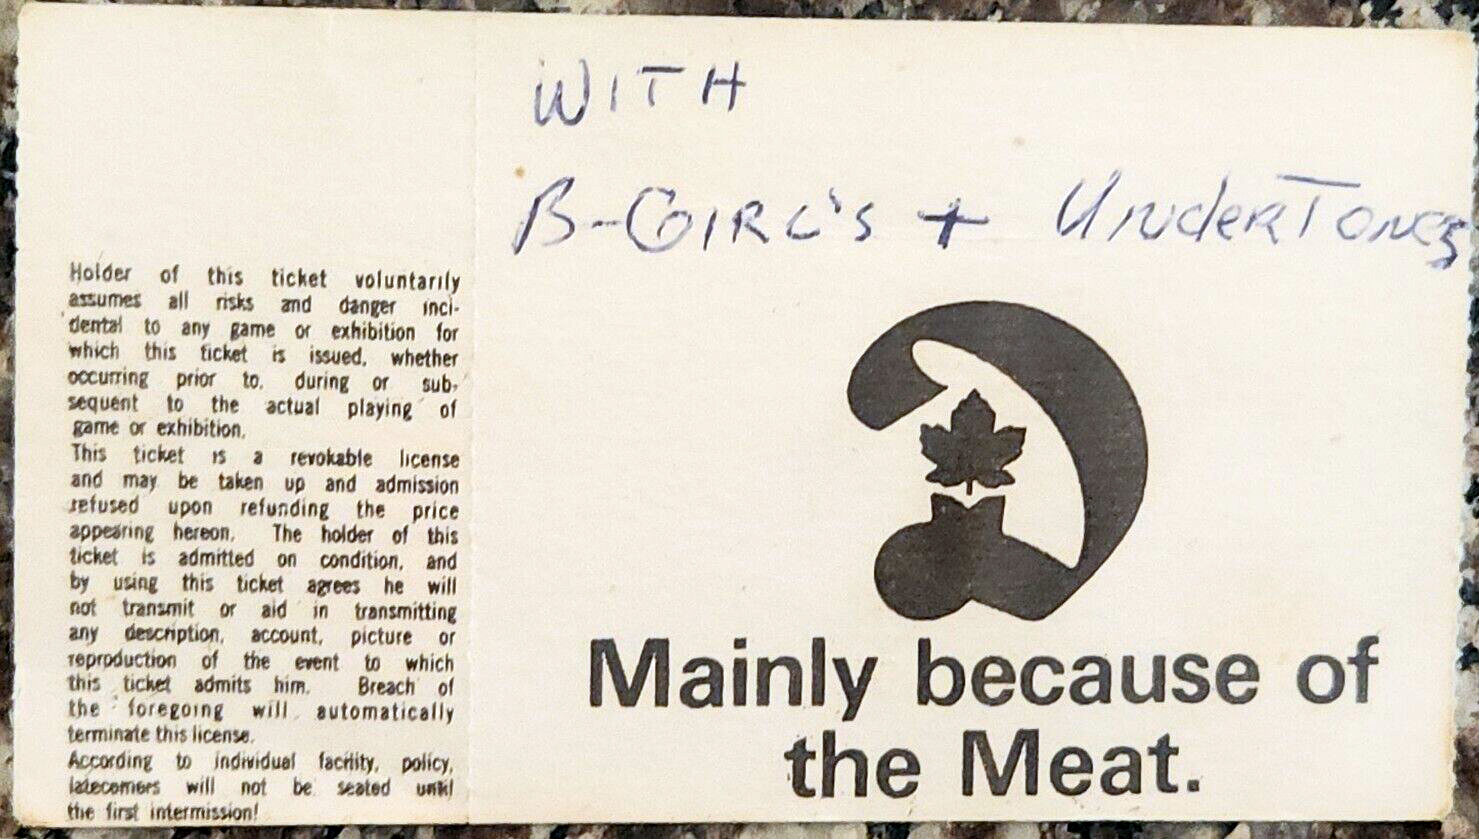 WITH
B-GIRL'S + UNDERTONES
Holder of this ticket voluntarily
assumes all risks and danger inci-
dental to any game or exhibition for
which this ticket is issued, whether
occurring prior to, during or sub-
sequent to the actual playing of
game or exhibition.
This ticket is a revokable license
and may be taken up and admission
refused upon refunding the price
appearing hereon. The holder of this
ticket is admitted on condition, and
by using this ticket agrees he will
not transmit or aid in transmitting
any description, account, picture or
reproduction of the event to which
this ticket admits him. Breach of
the foregoing will automatically
terminate this license.
According to individual facility, policy,
latecomers will not be seated until
the first intermission!
Mainly because of
the Meat.